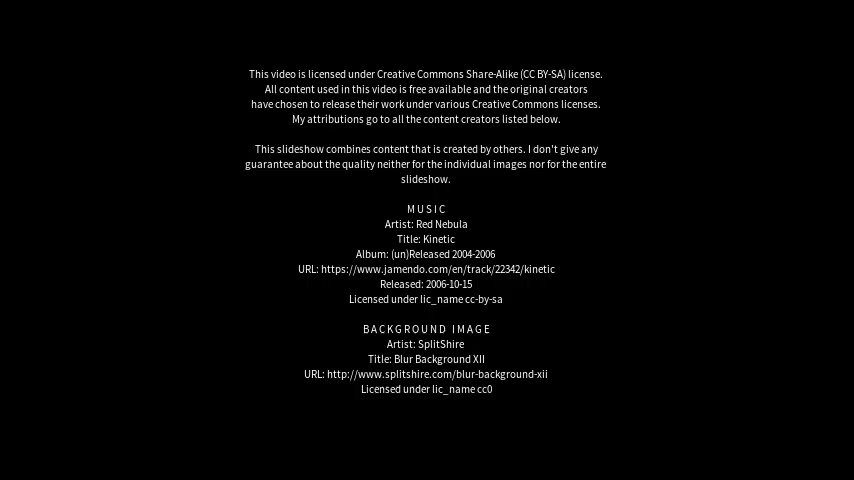 This video is licensed under Creative Commons Share-Alike (CC BY-SA) license.
All content used in this video is free available and the original creators
have chosen to release their work under various Creative Commons licenses.
My attributions go to all the content creators listed below.
This slideshow combines content that is created by others. I don't give any
guarantee about the quality neither for the individual images nor for the entire
slideshow.
MUSIC
Artist: Red Nebula
Title: Kinetic
Album: (un)Released 2004-2006
URL: https://www.jamendo.com/en/track/22342/kinetic
Released: 2006-10-15
Licensed under lic_name cc-by-sa
BACKGROUND IMAGE
Artist: SplitShire
Title: Blur Background XII
URL: http://www.splitshire.com/blur-background-xii
Licensed under lic_name cc0